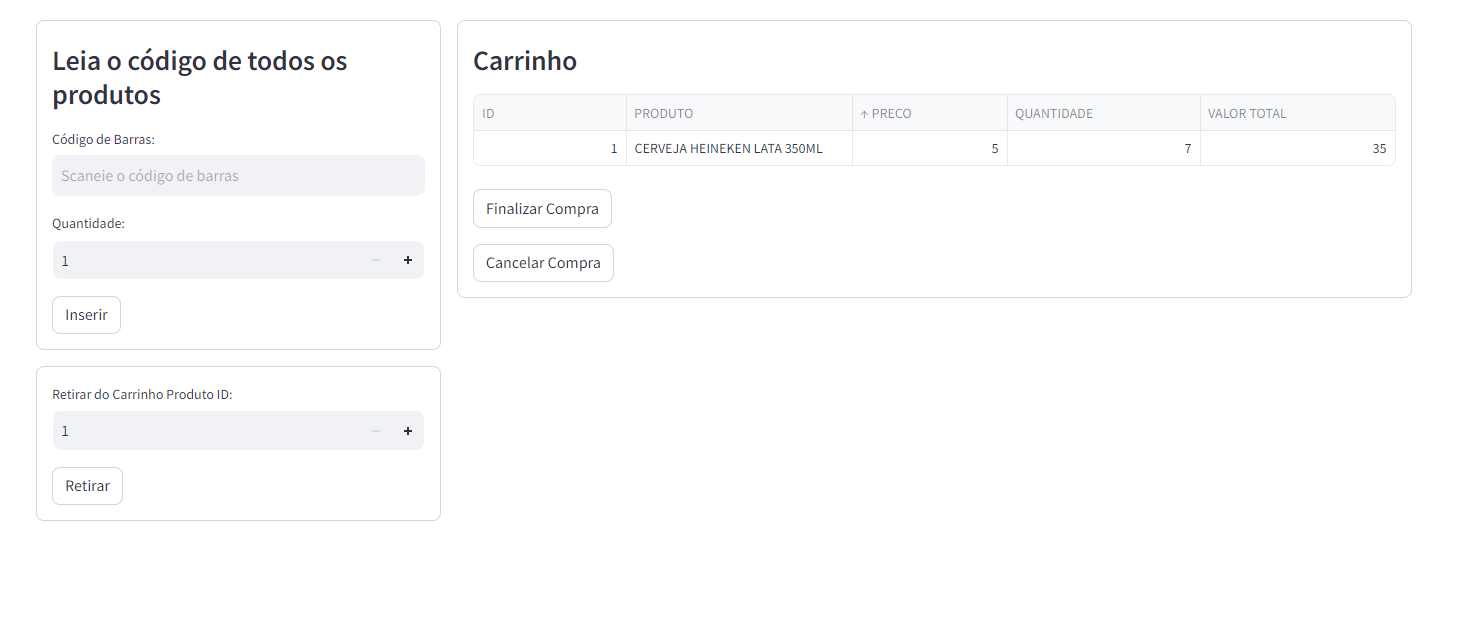 Leia o código de todos os
produtos
Código de Barras:
Scaneie o código de barras
Quantidade:
1
Inserir
Retirar do Carrinho Produto ID:
1
Retirar
Carrinho
ID PRODUTO ↑ PRECO QUANTIDADE VALOR TOTAL
1 CERVEJA HEINEKEN LATA 350ML 5 7 35
Finalizar Compra
Cancelar Compra